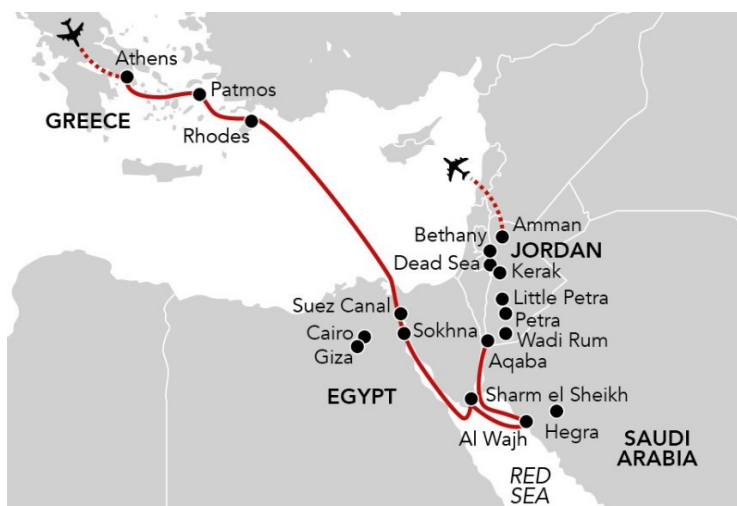 Athens
Patmos
GREECE
Rhodes
Amman
Bethany
JORDAN
Dead Sea
Kerak
Little Petra
Suez Canal
Petra
Cairo
Sokhna
Wadi Rum
Giza
Aqaba
EGYPT
Sharm el Sheikh
Al Wajh
Hegra
SAUDI
ARABIA
RED
SEA